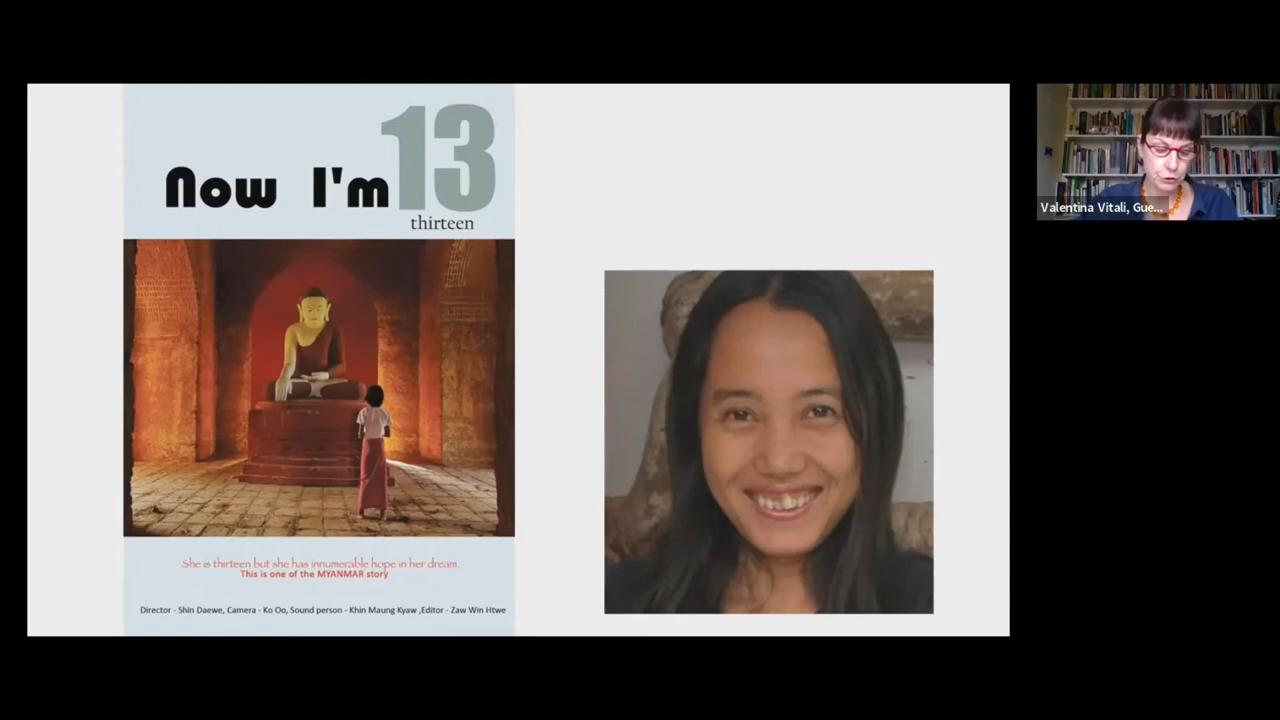 Now I'm 13
thirteen
She is thirteen but she has innumerable hope in her dream.
This is one of the MYANMAR story
Director - Shin Daewe, Camera - Ko Oo, Sound person - Khin Maung Kyaw ,Editor - Zaw Win Htwe
Valentina Vitali, Gue...